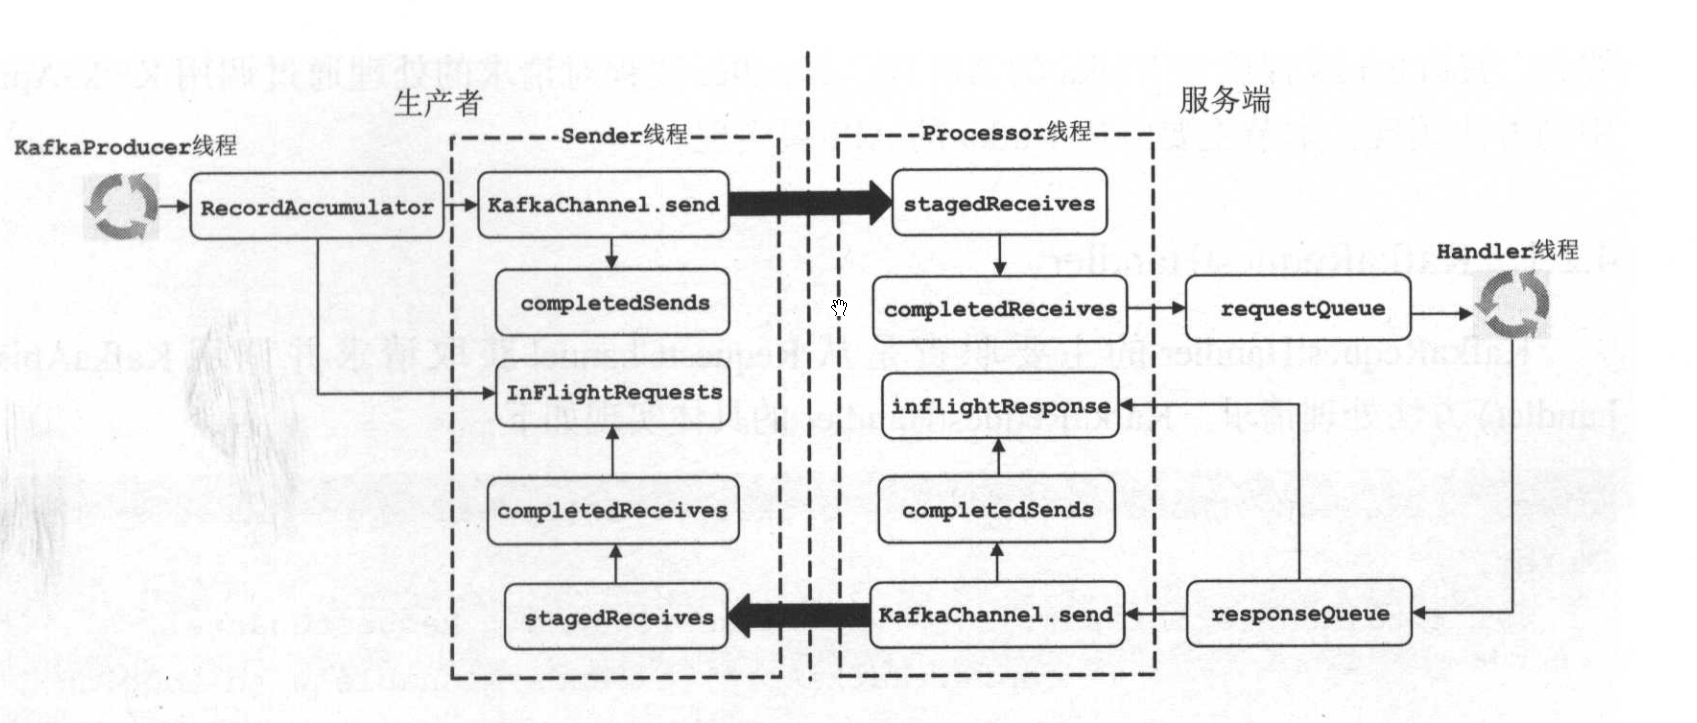 生产者
服务端
KafkaProducer线程
Sender线程
Processor线程
RecordAccumulator
KafkaChannel.send
stagedReceives
Handler线程
completedSends
completedReceives
requestQueue
InFlightRequests
inflightResponse
completedReceives
completedSends
stagedReceives
KafkaChannel.send
responseQueue